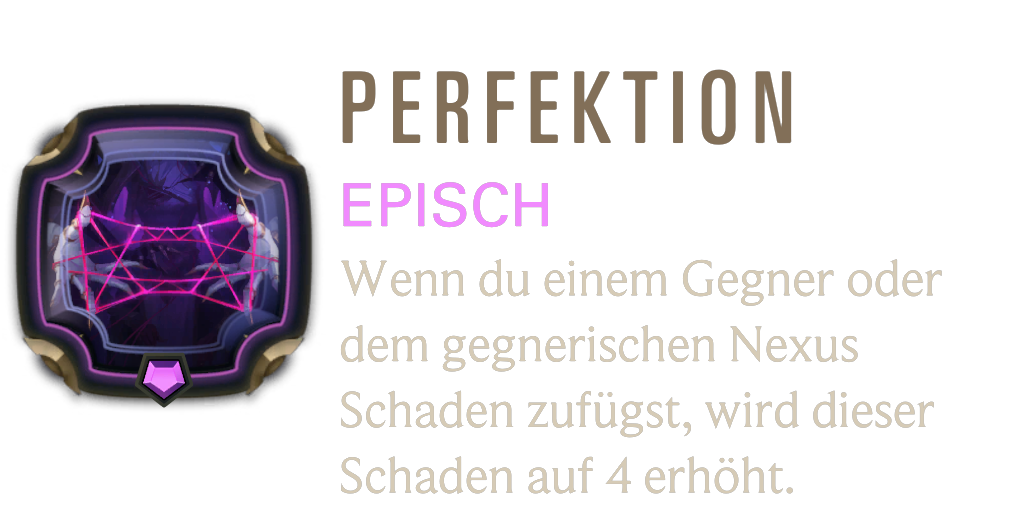 PERFEKTION
EPISCH
Wenn du einem Gegner oder
dem gegnerischen Nexus
Schaden zufügst, wird dieser
Schaden auf 4 erhöht.